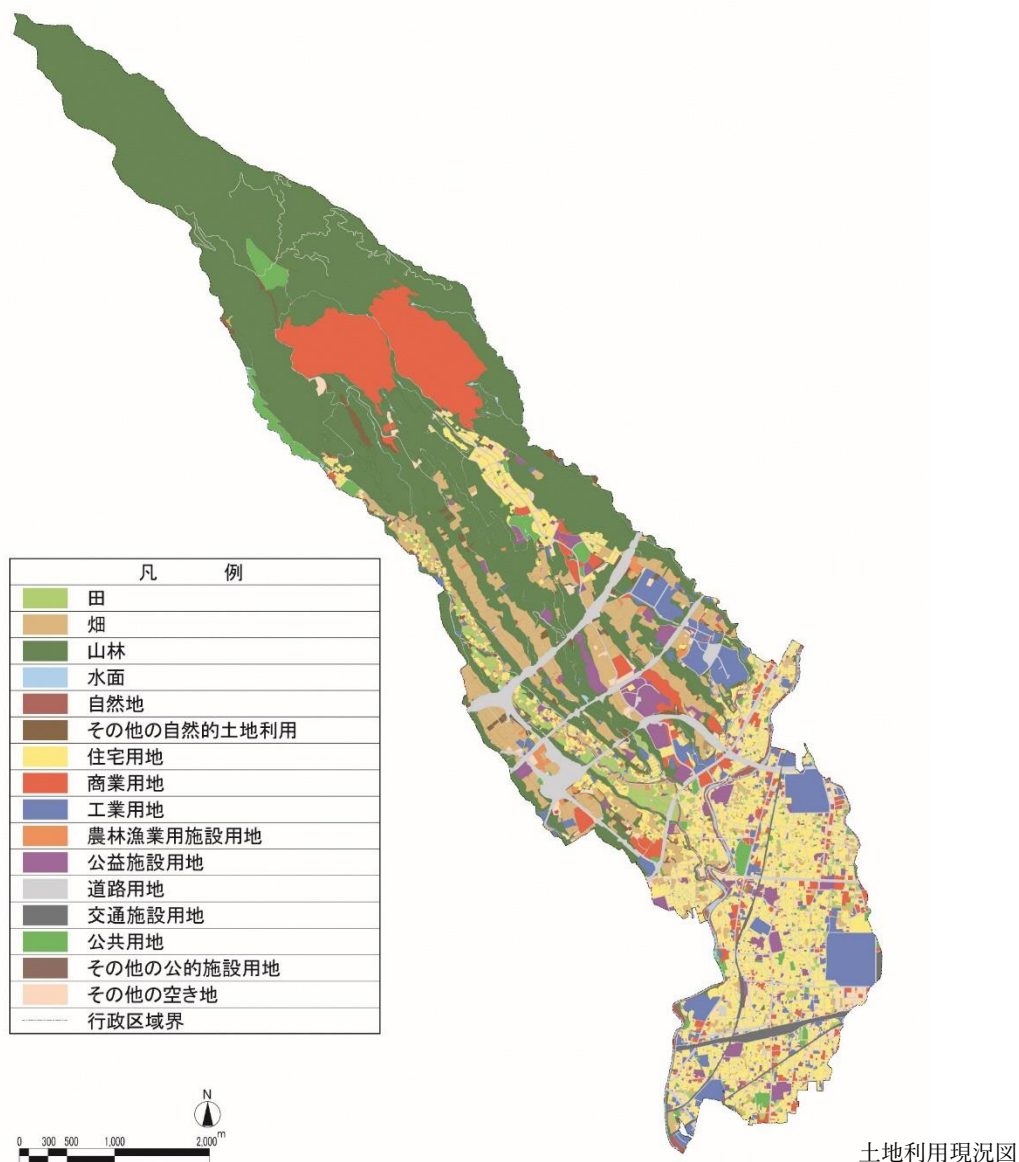 凡 例
田
畑
山林
水面
自然地
その他の自然的土地利用
住宅用地
商業用地
工業用地
農林漁業用施設用地
公益施設用地
道路用地
交通施設用地
公共用地
その他の公的施設用地
その他の空き地
行政区域界
N
0 300 500 1,000 2,000 m
土地利用現況図